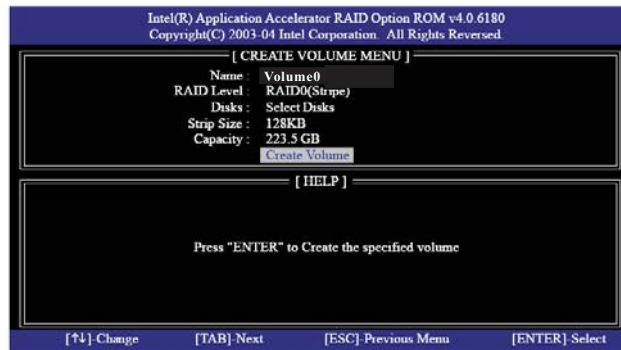 Intel(R) Application Accelerator RAID Option ROM v4.0.6180
Copyright(C) 2003-04 Intel Corporation. All Rights Reversed.
[ CREATE VOLUME MENU ]
Name : Volume0
RAID Level : RAID0(Stripe)
Disks : Select Disks
Strip Size : 128KB
Capacity : 223.5 GB
Create Volume
[ HELP ]
Press "ENTER" to Create the specified volume
[↑↓]-Change [TAB]-Next [ESC]-Previous Menu [ENTER]-Select